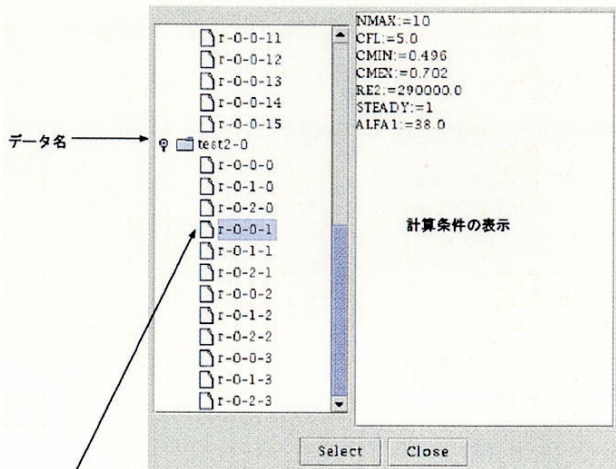 r-0-0-11
r-0-0-12
r-0-0-13
r-0-0-14
r-0-0-15
データ名
test2-0
r-0-0-0
r-0-1-0
r-0-2-0
r-0-0-1
r-0-1-1
r-0-2-1
r-0-0-2
r-0-1-2
r-0-2-2
r-0-0-3
r-0-1-3
r-0-2-3
NMAX:=10
CFL:=5.0
CMIN:=0.496
CMEX:=0.702
RE2:=290000.0
STEADY:=1
ALFA1:=38.0
計算条件の表示
Select
Close